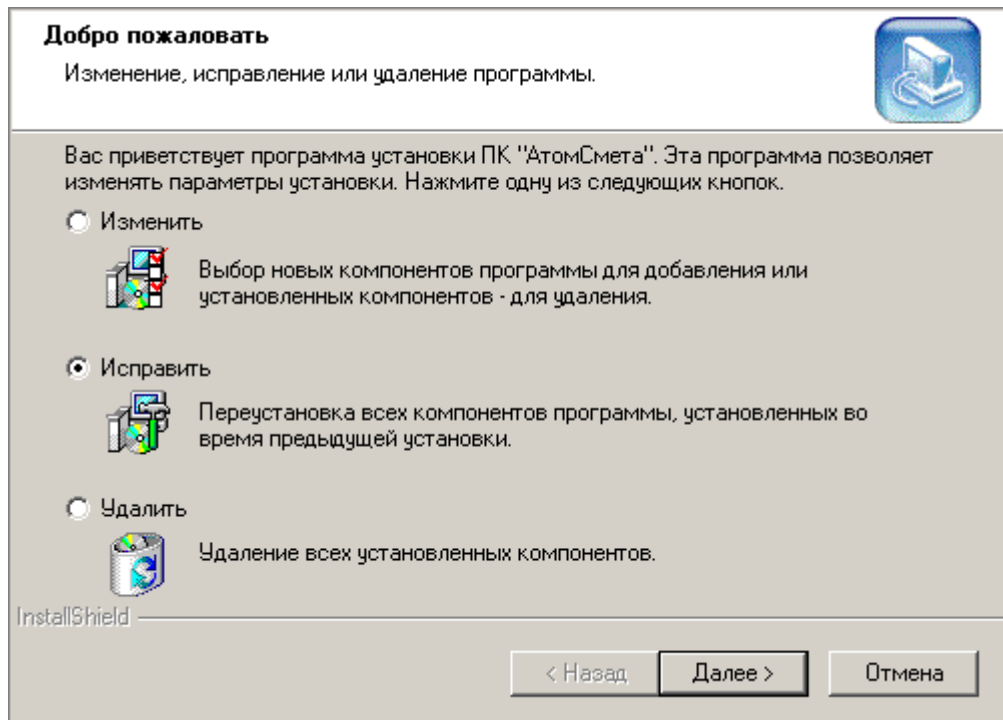 Добро пожаловать
Изменение, исправление или удаление программы.
Вас приветствует программа установки ПК "АтомСмета". Эта программа позволяет
изменять параметры установки. Нажмите одну из следующих кнопок.
Изменить
Выбор новых компонентов программы для добавления или
установленных компонентов - для удаления.
Исправить
Переустановка всех компонентов программы, установленных во
время предыдущей установки.
Удалить
Удаление всех установленных компонентов.
InstallShield
< Назад
Далее >
Отмена